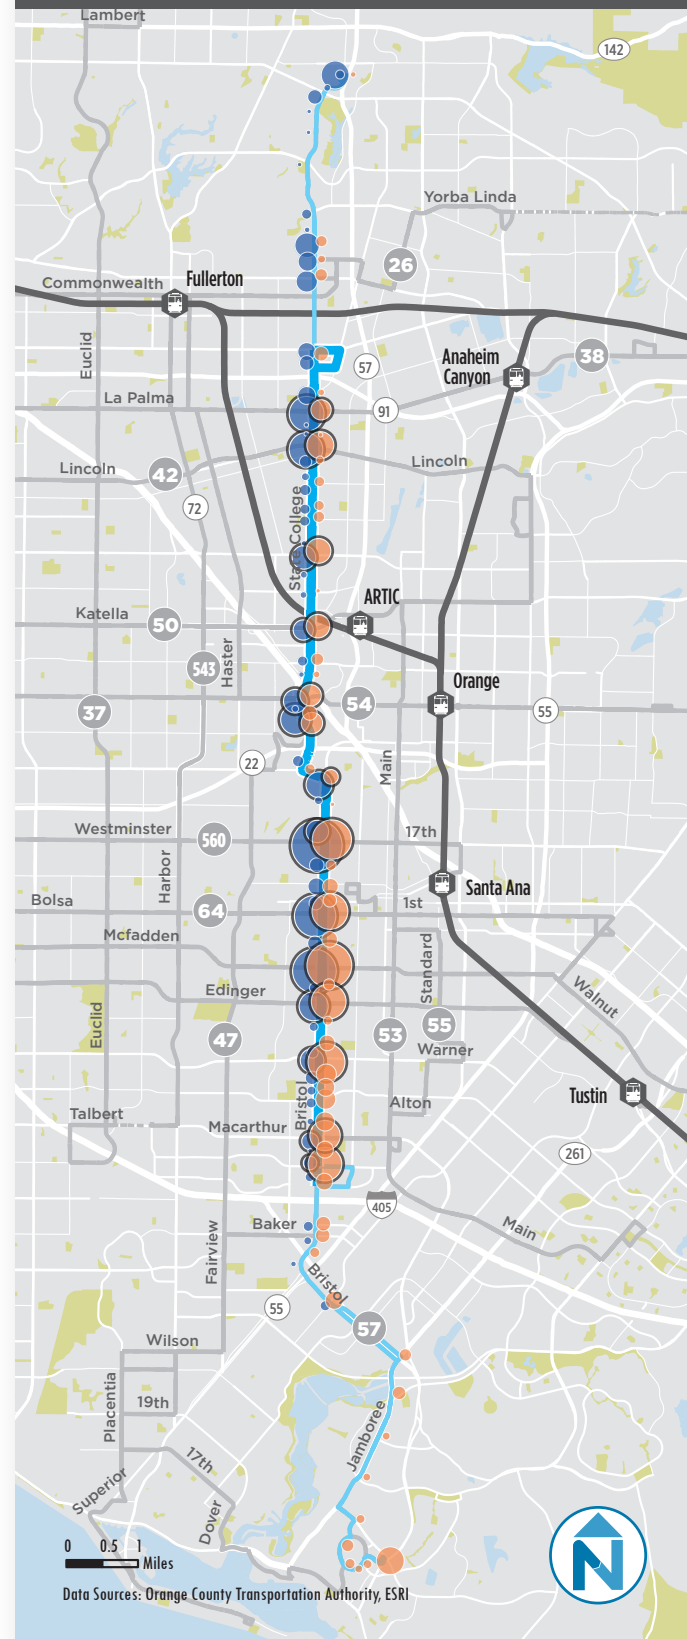 Lambert
142
Yorba Linda
26
Commonwealth
Fullerton
Euclid
Anaheim
Canyon
38
57
La Palma
91
Lincoln
42
Lincoln
72
State College
ARTIC
Katella
50
Haster
543
Orange
37
54
55
22
Main
Westminster
560
17th
Harbor
Santa Ana
Bolsa
64
1st
Mcfadden
Standard
Edinger
Walnut
Euclid
47
53
55
Warner
Tustin
Bristol
Alton
Talbert
Macarthur
261
405
Baker
Main
Fairview
Bristol
55
57
Wilson
Placentia
19th
Jamboree
17th
Superior
Dover
0 0.5 1
Miles
N
Data Sources: Orange County Transportation Authority, ESRI